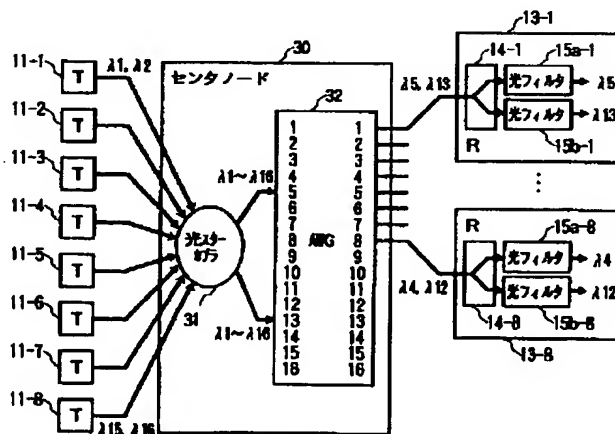 11-1
T
λ1, λ2
11-2
T
11-3
T
11-4
T
11-5
T
11-6
T
11-7
T
11-8
T
λ15, λ16
30
センタノード
光スター
カプラ
31
λ1~λ16
λ1~λ16
32
AWG
1
2
3
4
5
6
7
8
9
10
11
12
13
14
15
16
1
2
3
4
5
6
7
8
9
10
11
12
13
14
15
16
λ5, λ13
13-1
14-1
15a-1
光フィルタ
λ5
光フィルタ
λ13
R
15b-1
⋯
λ4, λ12
R
15a-8
光フィルタ
λ4
光フィルタ
λ12
14-8
15b-8
13-8